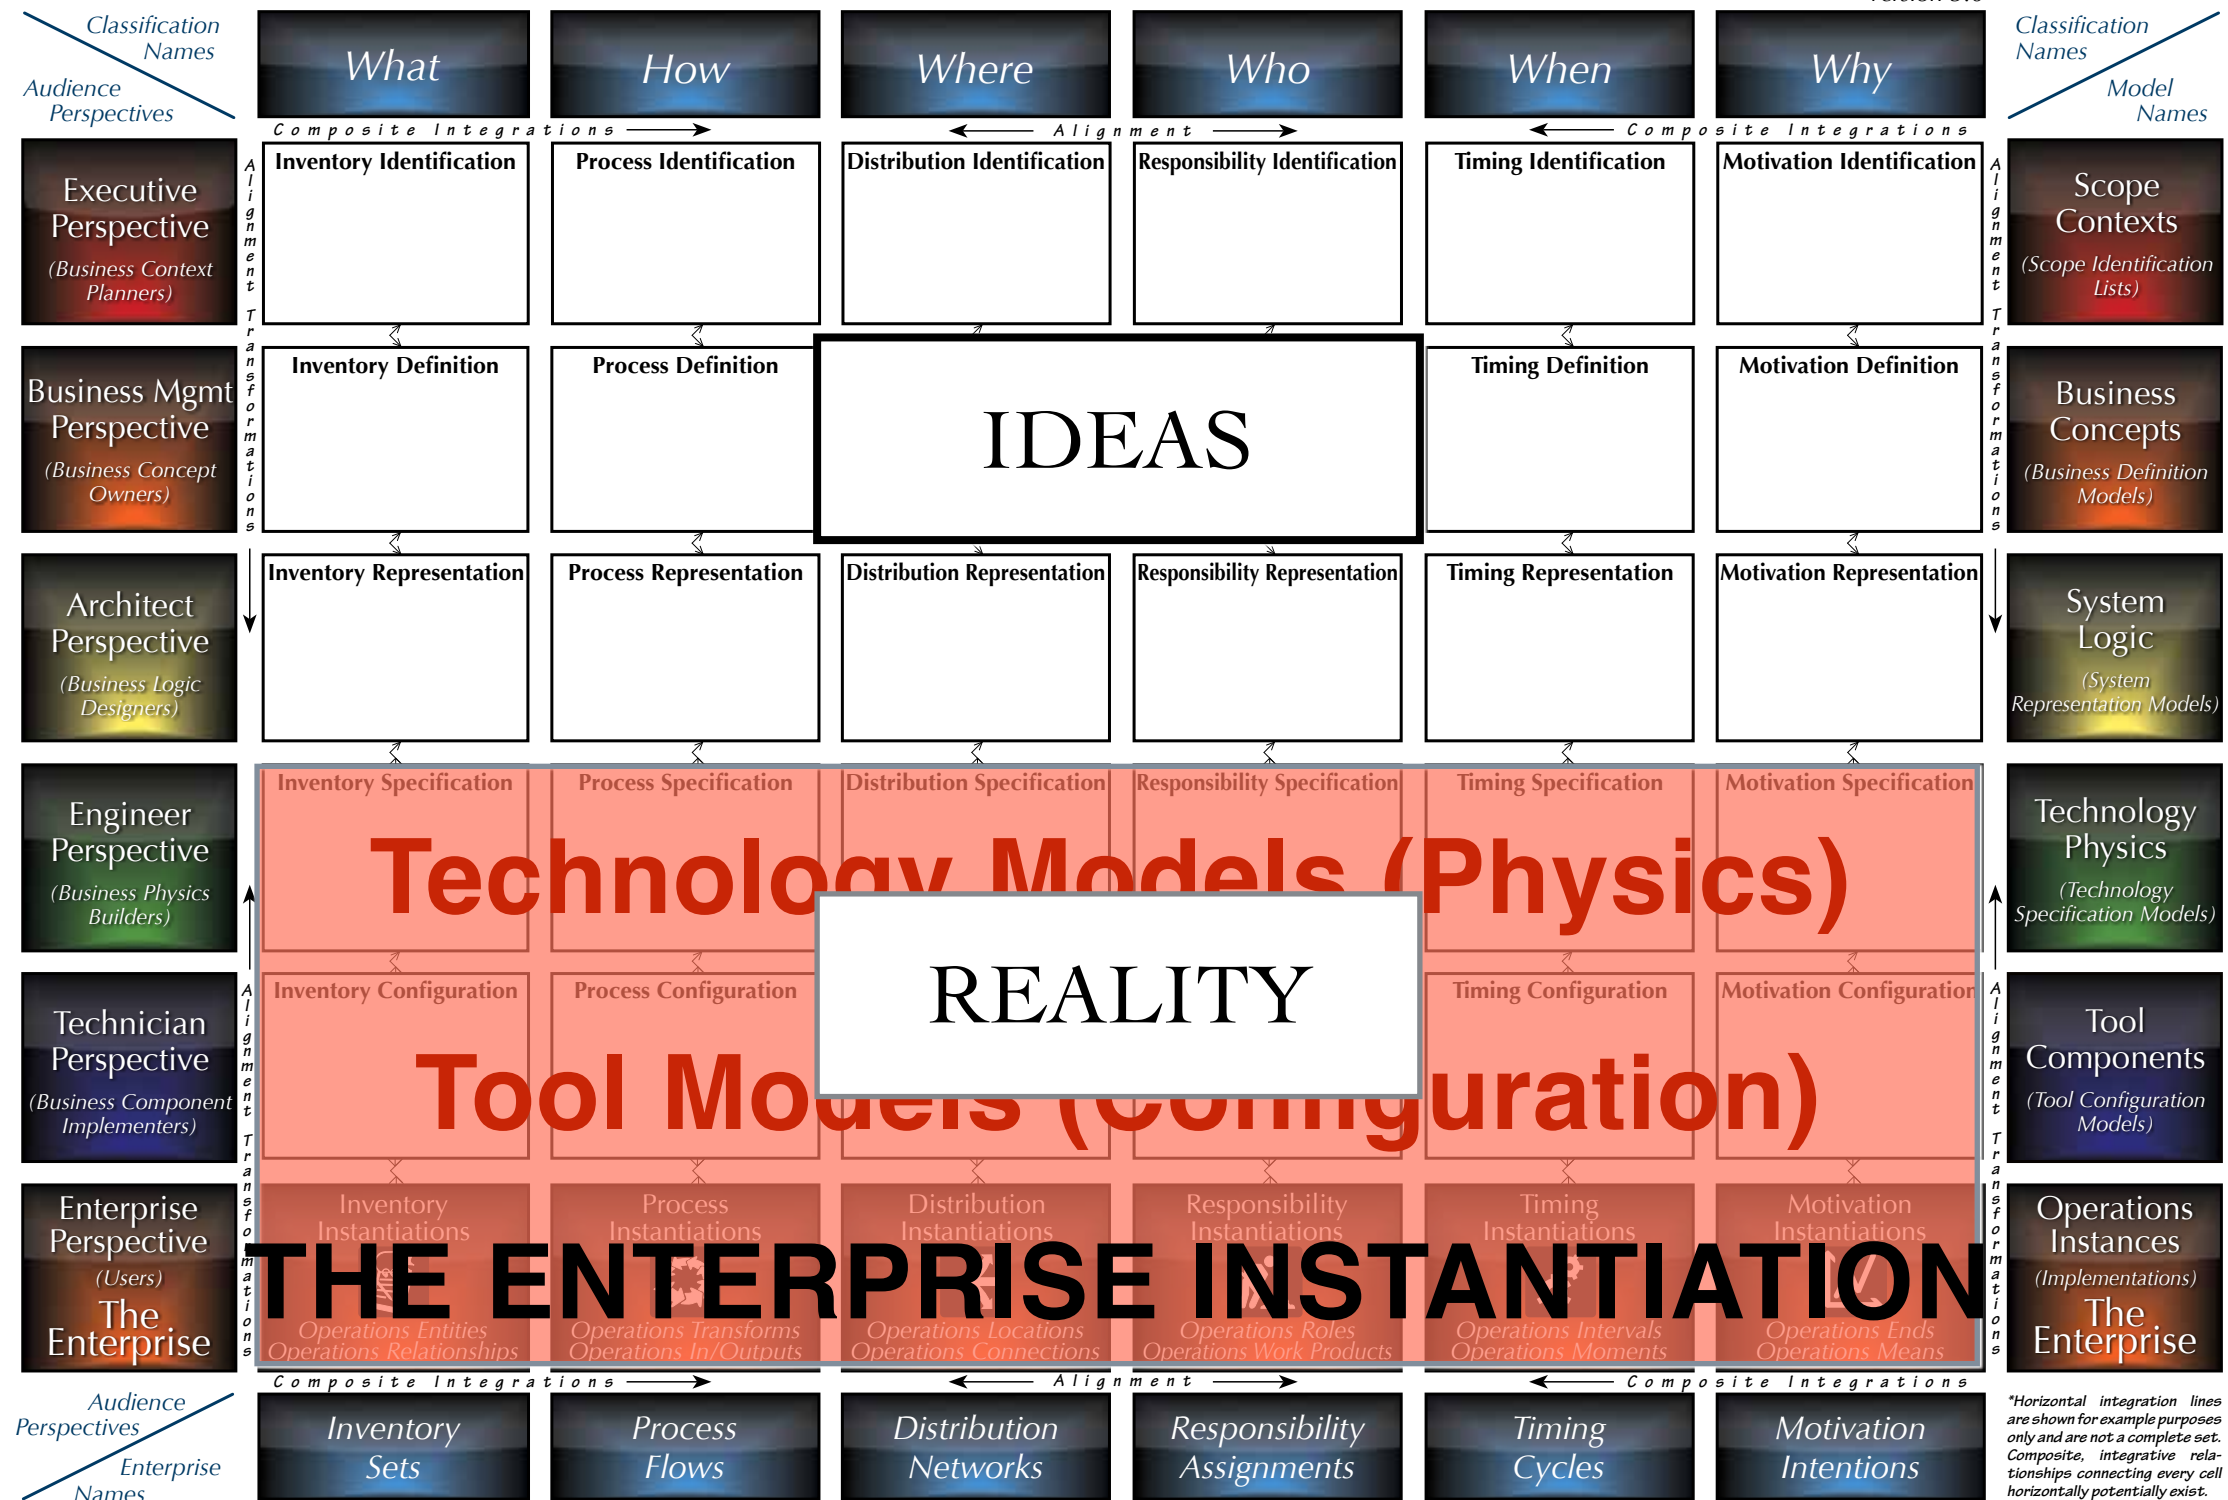 Classification
Names
Audience
Perspectives
What
How
Where
Who
When
Why
Classification
Names
Model
Names
Composite Integrations
Alignment
Composite Integrations
Alignment Transformations
Alignment Transformations
Executive
Perspective
(Business Context
Planners)
Inventory Identification
Process Identification
Distribution Identification
Responsibility Identification
Timing Identification
Motivation Identification
Scope
Contexts
(Scope Identification
Lists)
Business Mgmt
Perspective
(Business Concept
Owners)
Inventory Definition
Process Definition
IDEAS
Timing Definition
Motivation Definition
Business
Concepts
(Business Definition
Models)
Architect
Perspective
(Business Logic
Designers)
Inventory Representation
Process Representation
Distribution Representation
Responsibility Representation
Timing Representation
Motivation Representation
System
Logic
(System
Representation Models)
Engineer
Perspective
(Business Physics
Builders)
Inventory Specification
Process Specification
Distribution Specification
Responsibility Specification
Timing Specification
Motivation Specification
Technology Models (Physics)
Technology
Physics
(Technology
Specification Models)
REALITY
Alignment Transformations
Alignment Transformations
Technician
Perspective
(Business Component
Implementers)
Inventory Configuration
Process Configuration
Timing Configuration
Motivation Configuration
Tool Models (Configuration)
Tool
Components
(Tool Configuration
Models)
Enterprise
Perspective
(Users)
The
Enterprise
Inventory
Instantiations
Process
Instantiations
Distribution
Instantiations
Responsibility
Instantiations
Timing
Instantiations
Motivation
Instantiations
THE ENTERPRISE INSTANTIATION
Operations Entities
Operations Relationships
Operations Transforms
Operations In/Outputs
Operations Locations
Operations Connections
Operations Roles
Operations Work Products
Operations Intervals
Operations Moments
Operations Ends
Operations Means
Operations
Instances
(Implementations)
The
Enterprise
Composite Integrations
Alignment
Composite Integrations
Audience
Perspectives
Enterprise
Names
Inventory
Sets
Process
Flows
Distribution
Networks
Responsibility
Assignments
Timing
Cycles
Motivation
Intentions
*Horizontal integration lines
are shown for example purposes
only and are not a complete set.
Composite, integrative rela-
tionships connecting every cell
horizontally potentially exist.